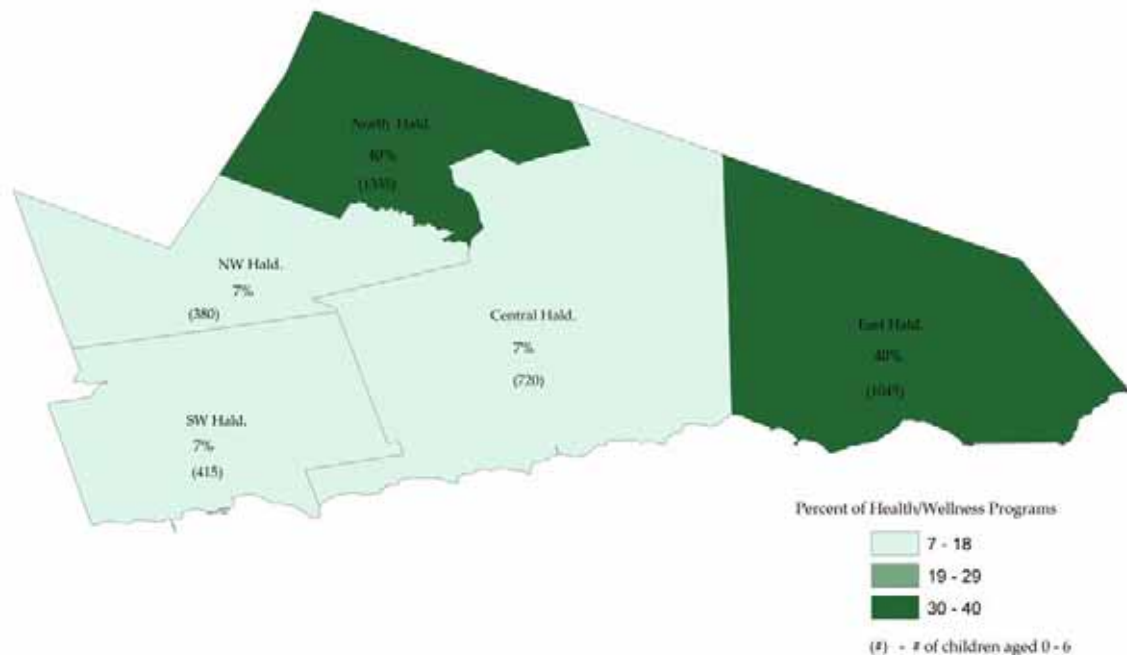 North Hald.
40%
NW Hald.
7%
(380)
Central Hald.
7%
(720)
East Hald.
40%
(1045)
SW Hald.
7%
(415)
Percent of Health/Wellness Programs
7 - 18
19 - 29
30 - 40
(#) - # of children aged 0 - 6